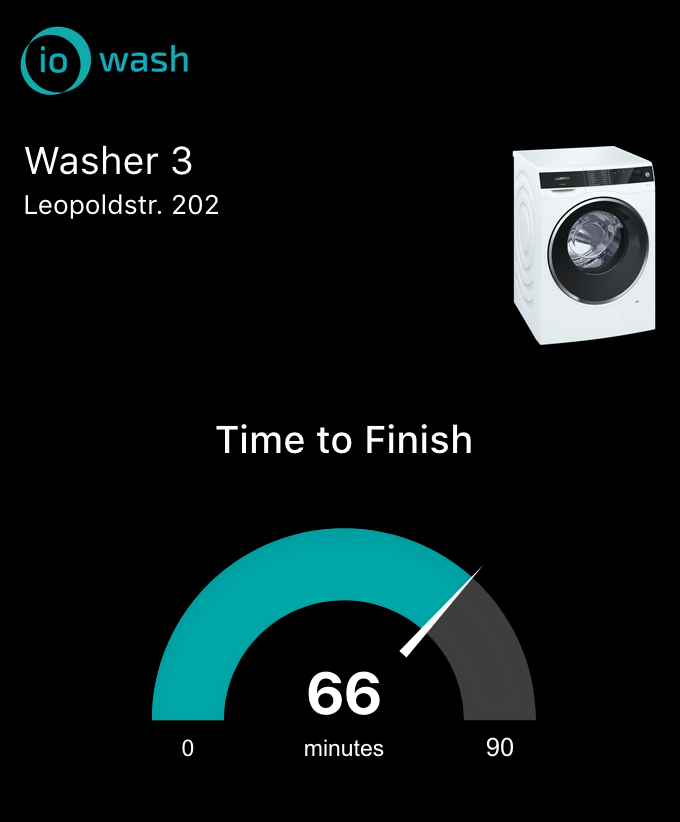 io wash
Washer 3
Leopoldstr. 202
Time to Finish
66
0 minutes 90